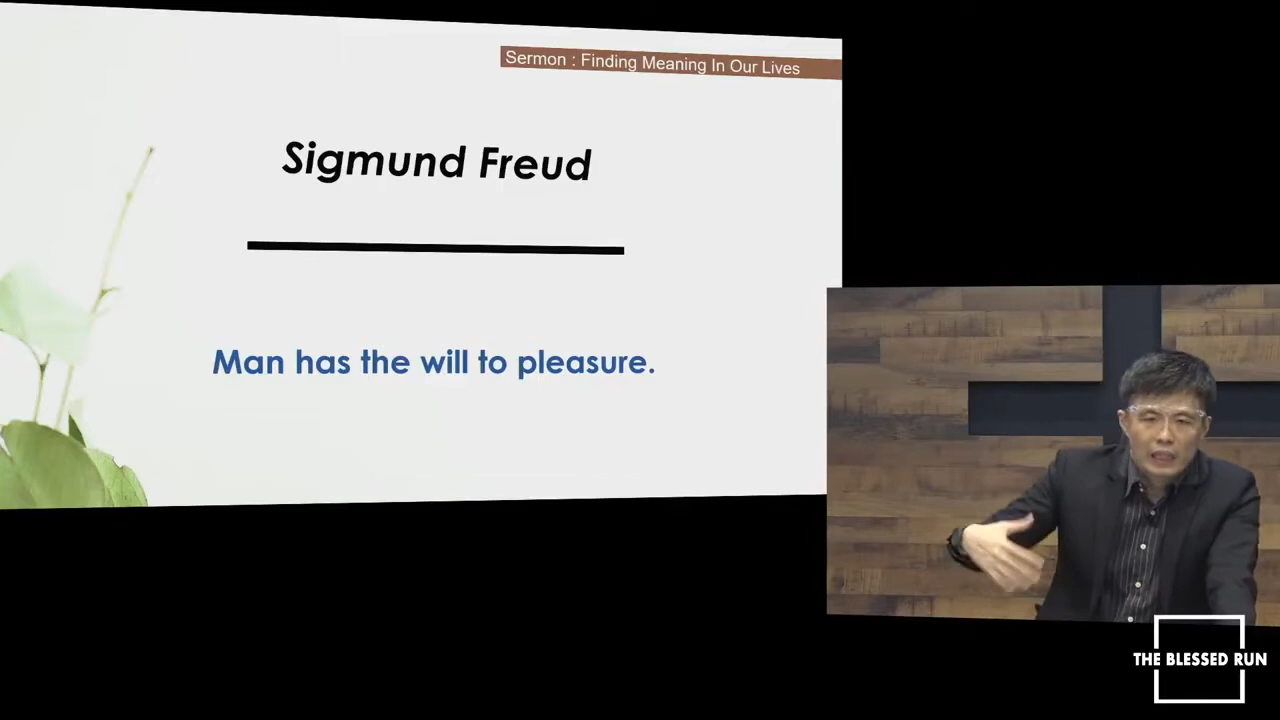 Sermon : Finding Meaning In Our Lives
Sigmund Freud
Man has the will to pleasure.
THE BLESSED RUN